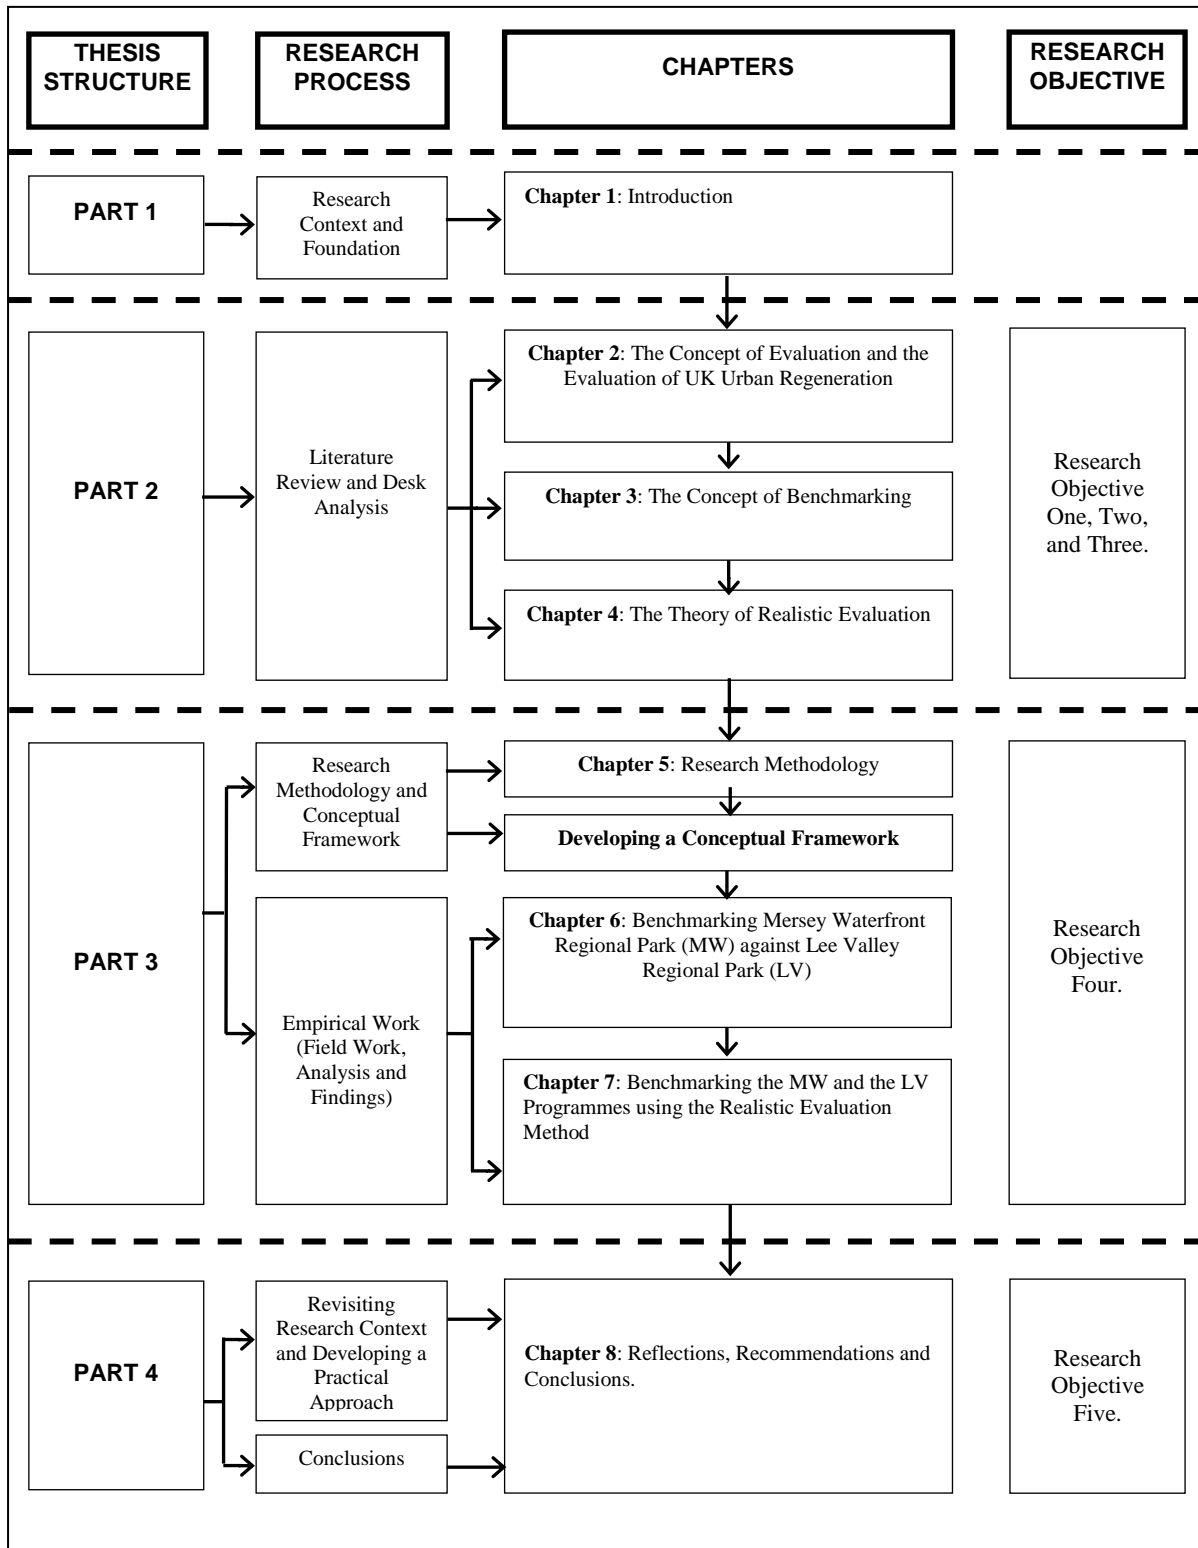 THESIS
STRUCTURE
RESEARCH
PROCESS
CHAPTERS
RESEARCH
OBJECTIVE
PART 1
Research
Context and
Foundation
Chapter 1: Introduction
PART 2
Literature
Review and Desk
Analysis
Chapter 2: The Concept of Evaluation and the
Evaluation of UK Urban Regeneration
Chapter 3: The Concept of Benchmarking
Chapter 4: The Theory of Realistic Evaluation
Research
Objective
One, Two,
and Three.
PART 3
Research
Methodology and
Conceptual
Framework
Chapter 5: Research Methodology
Developing a Conceptual Framework
Empirical Work
(Field Work,
Analysis and
Findings)
Chapter 6: Benchmarking Mersey Waterfront
Regional Park (MW) against Lee Valley
Regional Park (LV)
Chapter 7: Benchmarking the MW and the LV
Programmes using the Realistic Evaluation
Method
Research
Objective
Four.
PART 4
Revisiting
Research Context
and Developing a
Practical
Approach
Conclusions
Chapter 8: Reflections, Recommendations and
Conclusions.
Research
Objective
Five.